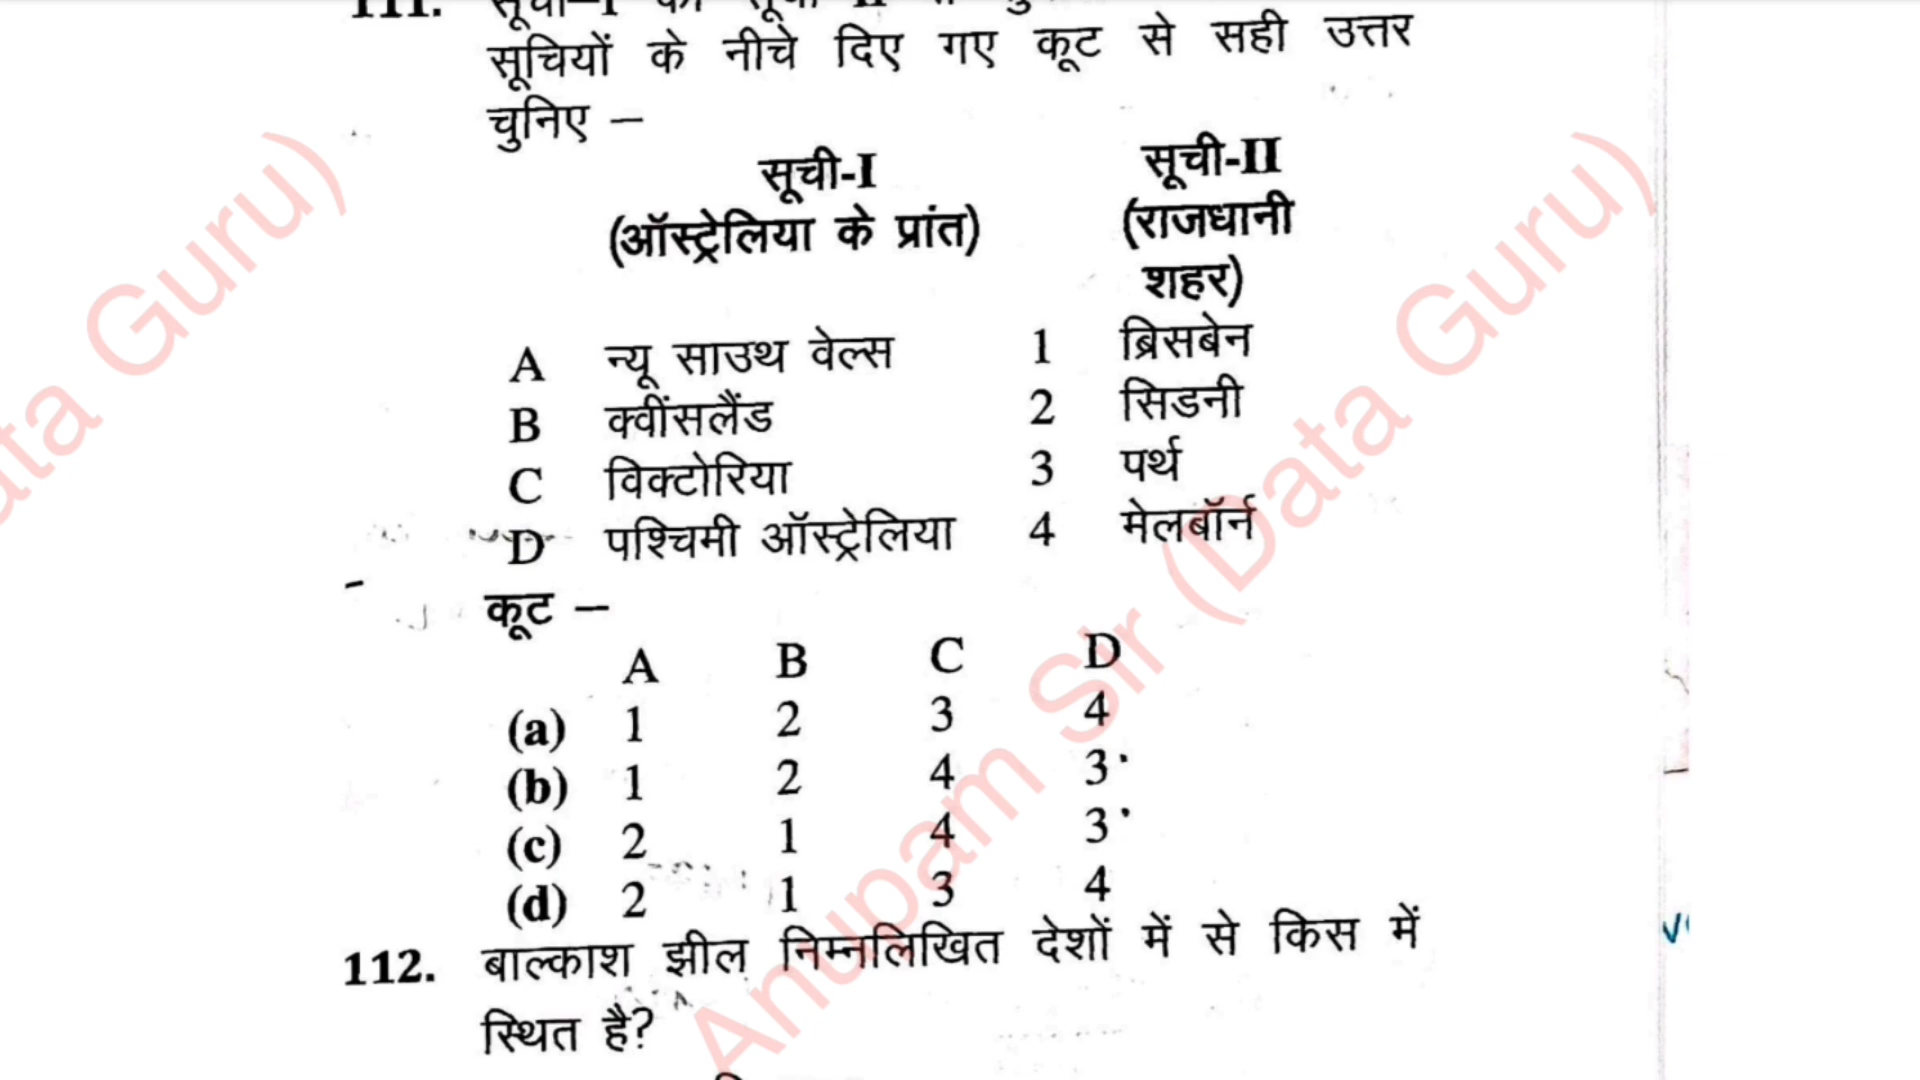 111.
सूचियों के नीचे दिए गए कूट से सही उत्तर
चुनिए –
सूची-I सूची-II
(ऑस्ट्रेलिया के प्रांत) (राजधानी
शहर)
A न्यू साउथ वेल्स 1 ब्रिसबेन
B क्वींसलैंड 2 सिडनी
C विक्टोरिया 3 पर्थ
D पश्चिमी ऑस्ट्रेलिया 4 मेलबॉर्न
कूट –
A B C D
(a) 1 2 3 4
(b) 1 2 4 3
(c) 2 1 4 3
(d) 2 1 3 4
112. बाल्काश झील निम्नलिखित देशों में से किस में
स्थित है?
ata Guru)
Anupam Sir (Data Guru)